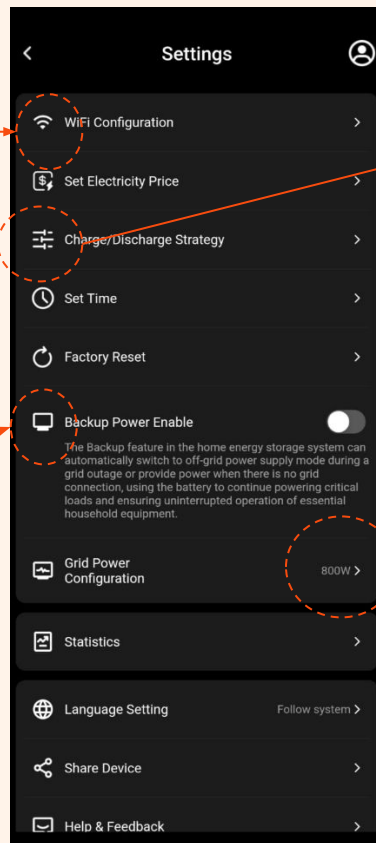 Settings
WiFi Configuration
Set Electricity Price
Charge/Discharge Strategy
Set Time
Factory Reset
Backup Power Enable
The Backup feature in the home energy storage system can
automatically switch to off-grid power supply mode during a
grid outage or provide power when there is no grid
connection, using the battery to continue powering critical
loads and ensuring uninterrupted operation of essential
household equipment.
Grid Power
Configuration
800W
Statistics
Language Setting
Follow system
Share Device
Help & Feedback